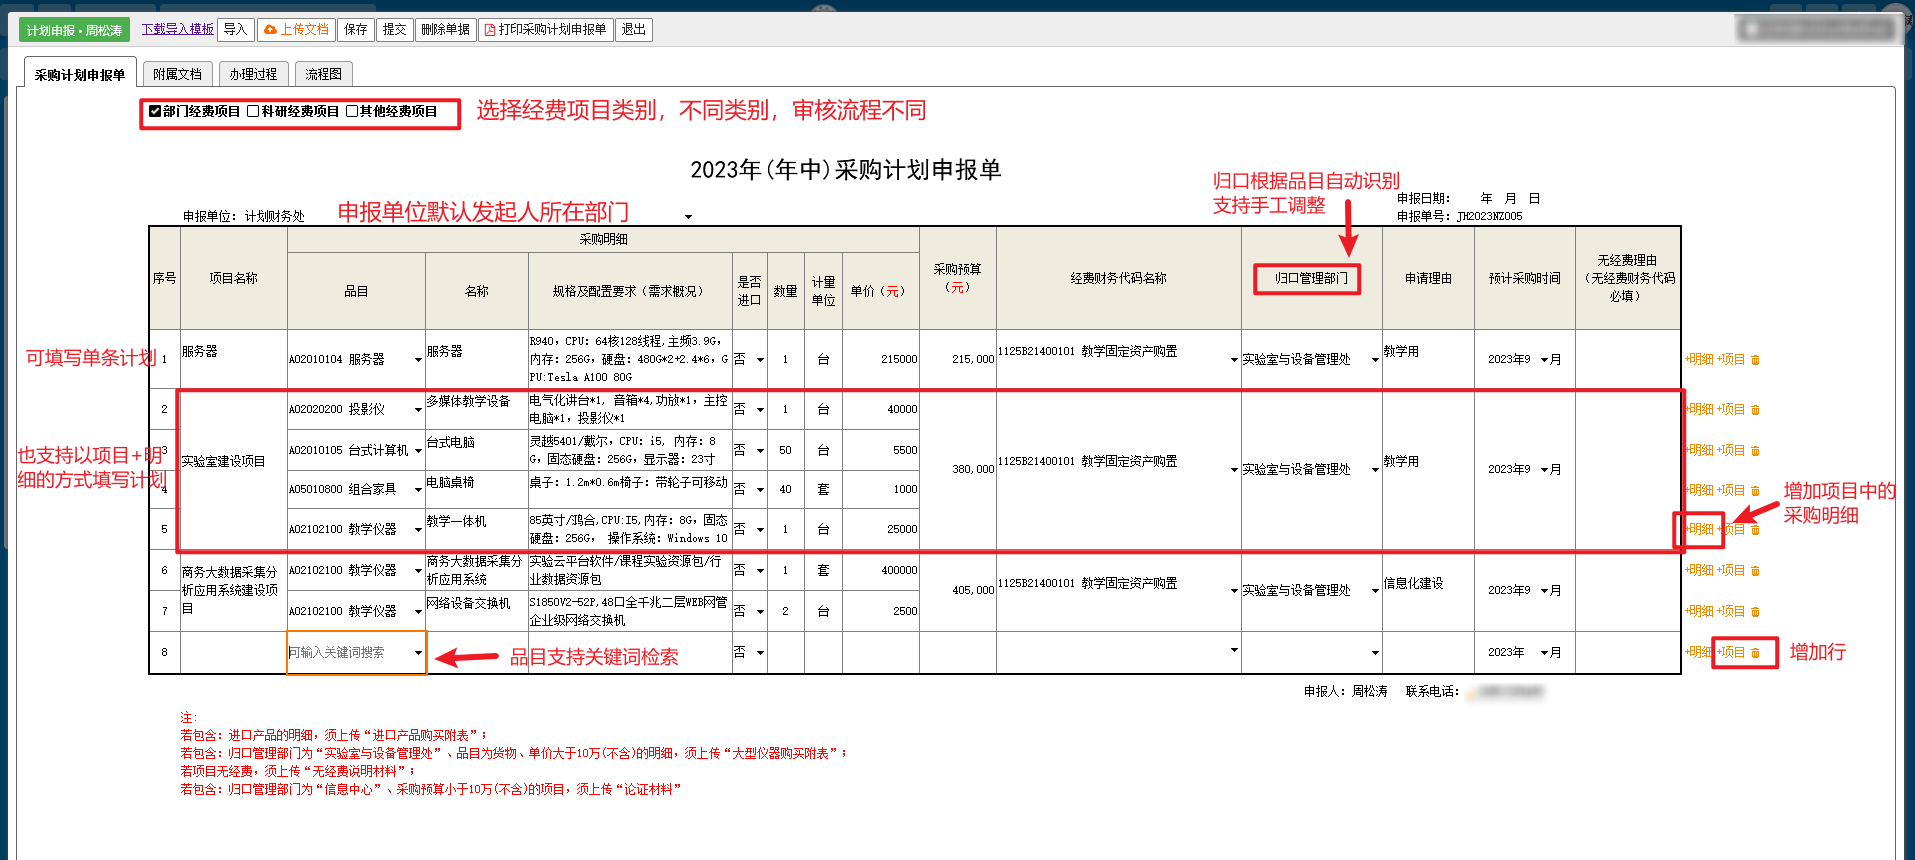 计划申报 • 周松涛 下载导入模板 导入 上传文档 保存 提交 删除单据 打印采购计划申报单 退出
采购计划申报单 附属文档 办理过程 流程图
部门经费项目 科研经费项目 其他经费项目
选择经费项目类别，不同类别，审核流程不同
2023年(年中)采购计划申报单
归口根据品目自动识别
支持手工调整
申报日期： 年 月 日
申报单号：JH2023NZ005
申报单位：计划财务处
申报单位默认发起人所在部门
序号 项目名称 采购明细 采购预算（元） 经费财务代码名称 归口管理部门 申请理由 预计采购时间 无经费理由（无经费财务代码必填）
品目 名称 规格及配置要求（需求概况） 是否进口 数量 计量单位 单价（元）
可填写单条计划
1 服务器 A02010104 服务器 服务器 R940，CPU：64核128线程,主频3.9G，内存：256G，硬盘：480G*2+2.4*6，GPU:Tesla A100 80G 否 1 台 215000 215,000 1125B21400101 教学固定资产购置 实验室与设备管理处 教学用 2023年9 月 +明细 +项目
也支持以项目+明
细的方式填写计划
2 实验室建设项目 A02020200 投影仪 多媒体教学设备 电气化讲台*1，音箱*4,功放*1，主控电脑*1，投影仪*1 否 1 台 40000 380,000 1125B21400101 教学固定资产购置 实验室与设备管理处 教学用 2023年9 月 +明细 +项目
3 A02010105 台式计算机 台式电脑 灵越5401/戴尔，CPU：i5，内存：8G，固态硬盘：256G，显示器：23寸 否 50 台 5500 +明细 +项目
4 A05010800 组合家具 电脑桌椅 桌子：1.2m*0.6m椅子：带轮子可移动 否 40 套 1000 +明细 +项目
5 A02102100 教学仪器 教学一体机 85英寸/鸿合,CPU:I5,内存：8G，固态硬盘：256G， 操作系统：Windows 10 否 1 台 25000 +明细 +项目
增加项目中的
采购明细
6 商务大数据采集分析应用系统建设项目 A02102100 教学仪器 商务大数据采集分析应用系统 实验云平台软件/课程实验资源包/行业数据资源包 否 1 套 400000 405,000 1125B21400101 教学固定资产购置 实验室与设备管理处 信息化建设 2023年9 月 +明细 +项目
7 A02102100 教学仪器 网络设备交换机 S1850V2-52P,48口全千兆二层WEB网管企业级网络交换机 否 2 台 2500 +明细 +项目
8 可输入关键词搜索 否 2023年 月 +明细 +项目
品目支持关键词检索
增加行
申报人：周松涛 联系电话：
注：
若包含：进口产品的明细，须上传“进口产品购买附表”；
若包含：归口管理部门为“实验室与设备管理处”、品目为货物、单价大于10万(不含)的明细，须上传“大型仪器购买附表”；
若项目无经费，须上传“无经费说明材料”；
若包含：归口管理部门为“信息中心”、采购预算小于10万(不含)的项目，须上传“论证材料”